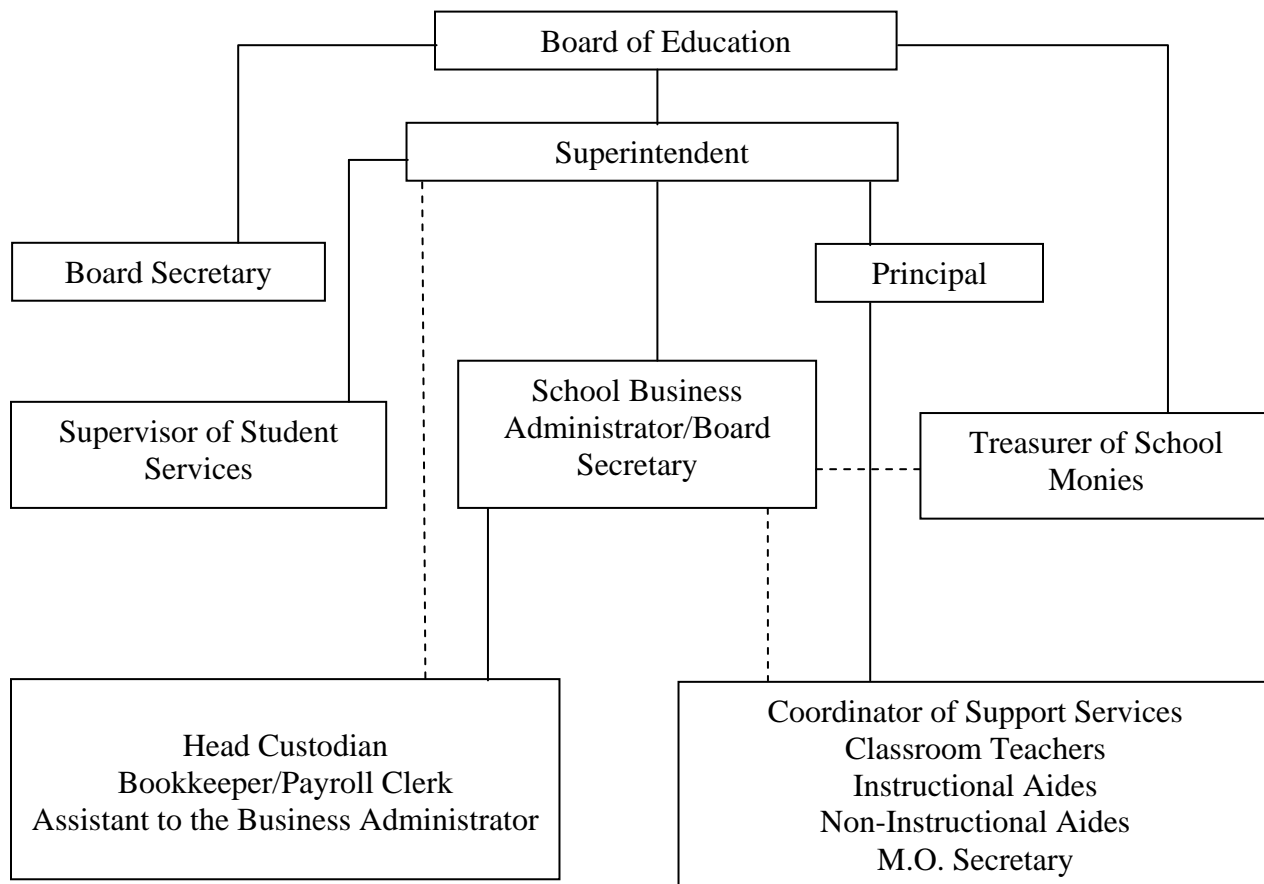 Board of Education
Superintendent
Board Secretary
Principal
School Business
Administrator/Board
Secretary
Supervisor of Student
Services
Treasurer of School
Monies
Head Custodian
Bookkeeper/Payroll Clerk
Assistant to the Business Administrator
Coordinator of Support Services
Classroom Teachers
Instructional Aides
Non-Instructional Aides
M.O. Secretary